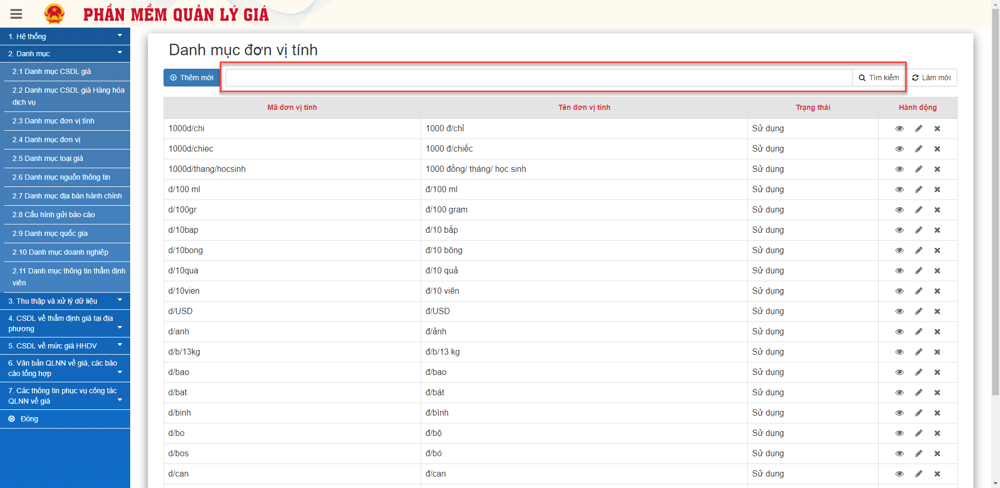 PHẦN MỀM QUẢN LÝ GIÁ
1. Hệ thống
2. Danh mục
2.1 Danh mục CSDL giá
2.2 Danh mục CSDL giá Hàng hóa
dịch vụ
2.3 Danh mục đơn vị tính
2.4 Danh mục đơn vị
2.5 Danh mục loại giá
2.6 Danh mục nguồn thông tin
2.7 Danh mục địa bàn hành chính
2.8 Cấu hình gửi báo cáo
2.9 Danh mục quốc gia
2.10 Danh mục doanh nghiệp
2.11 Danh mục thông tin thẩm định
viên
3. Thu thập và xử lý dữ liệu
4. CSDL về thẩm định giá tại địa
phương
5. CSDL về mức giá HHDV
6. Văn bản QLNN về giá, các báo
cáo tổng hợp
7. Các thông tin phục vụ công tác
QLNN về giá
Đóng
Danh mục đơn vị tính
Thêm mới Tìm kiếm Làm mới
Mã đơn vị tính Tên đơn vị tính Trạng thái Hành động
1000d/chi 1000 đ/chỉ Sử dụng
1000d/chiec 1000 đ/chiếc Sử dụng
1000d/thang/hocsinh 1000 đồng/ tháng/ học sinh Sử dụng
d/100 ml đ/100 ml Sử dụng
d/100gr đ/100 gram Sử dụng
d/10bap đ/10 bắp Sử dụng
d/10bong đ/10 bông Sử dụng
d/10qua đ/10 quả Sử dụng
d/10vien đ/10 viên Sử dụng
d/USD đ/USD Sử dụng
d/anh đ/ảnh Sử dụng
d/b/13kg đ/b/13 kg Sử dụng
d/bao đ/bao Sử dụng
d/bat đ/bát Sử dụng
d/binh đ/bình Sử dụng
d/bo đ/bộ Sử dụng
d/bos đ/bó Sử dụng
d/can đ/can Sử dụng